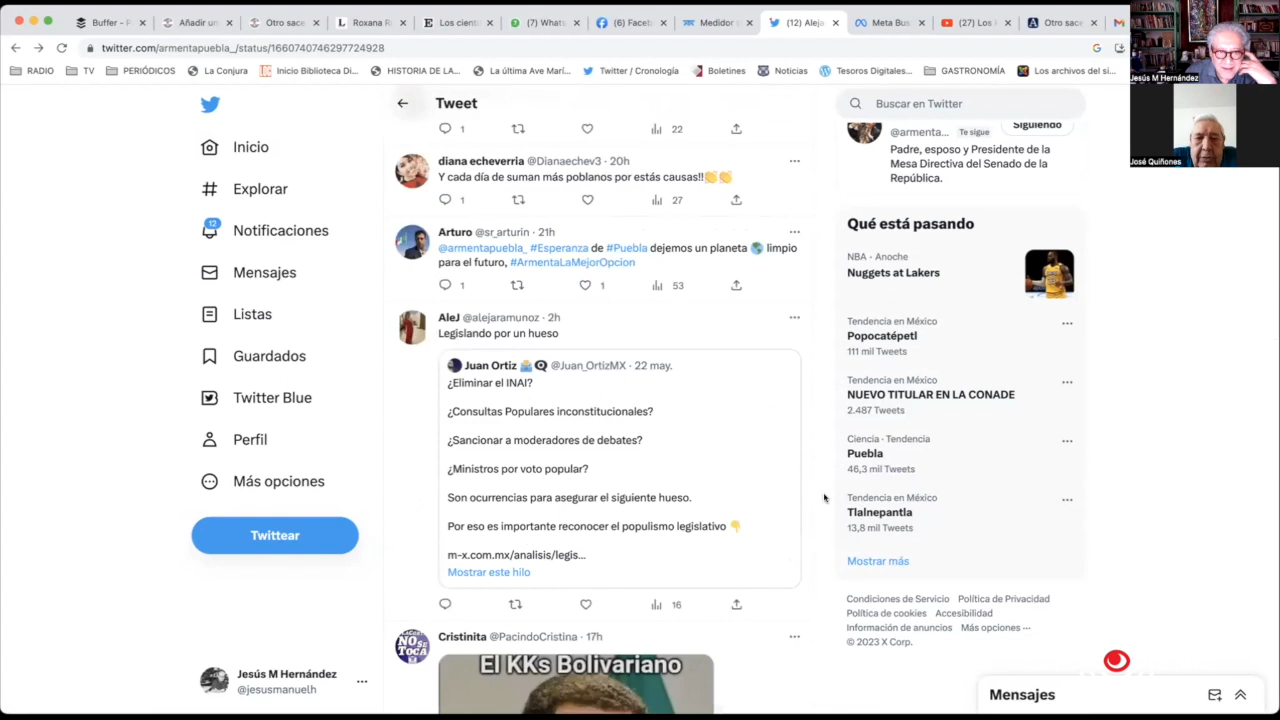 Buffer - P
Añadir un
Otro sace
Roxana R
Los cient
(7) Whats
(6) Faceb
Medidor
(12) Aleja
Meta Bus
(27) Los
Otro sace
twitter.com/armentapuebla_/status/1660740746297724928
RADIO
TV
PERIÓDICOS
La Conjura
Inicio Biblioteca Di...
HISTORIA DE LA...
La última Ave Marí...
Twitter / Cronología
Boletines
Noticias
Tesoros Digitales...
GASTRONOMÍA
Los archivos del si...
Jesús M Hernández
José Quiñones
Inicio
Explorar
12
Notificaciones
Mensajes
Listas
Guardados
Twitter Blue
Perfil
Más opciones
Twittear
Jesús M Hernández
@jesusmanuelh
Tweet
1 22
diana echeverria @Dianaechev3 · 20h
Y cada día de suman más poblanos por estás causas!!👏👏
1 27
Arturo @sr_arturin · 21h
@armentapuebla_ #Esperanza de #Puebla dejemos un planeta 🌎 limpio
para el futuro, #ArmentaLaMejorOpcion
1 1 53
AleJ @alejaramunoz · 2h
Legislando por un hueso
Juan Ortiz 🗳️👁️‍🗨️ @Juan_OrtizMX · 22 may.
¿Eliminar el INAI?
¿Consultas Populares inconstitucionales?
¿Sancionar a moderadores de debates?
¿Ministros por voto popular?
Son ocurrencias para asegurar el siguiente hueso.
Por eso es importante reconocer el populismo legislativo 👇
m-x.com.mx/analisis/legis...
Mostrar este hilo
16
Cristinita @PacindoCristina · 17h
NO SE
TOCA
El KKs Bolivariano
Buscar en Twitter
@armenta... Te sigue
Siguiendo
Padre, esposo y Presidente de la
Mesa Directiva del Senado de la
República.
Qué está pasando
NBA · Anoche
Nuggets at Lakers
Tendencia en México
Popocatépetl
111 mil Tweets
Tendencia en México
NUEVO TITULAR EN LA CONADE
2.487 Tweets
Ciencia · Tendencia
Puebla
46,3 mil Tweets
Tendencia en México
Tlalnepantla
13,8 mil Tweets
Mostrar más
Condiciones de Servicio Política de Privacidad
Política de cookies Accesibilidad
Información de anuncios Más opciones ···
© 2023 X Corp.
Mensajes